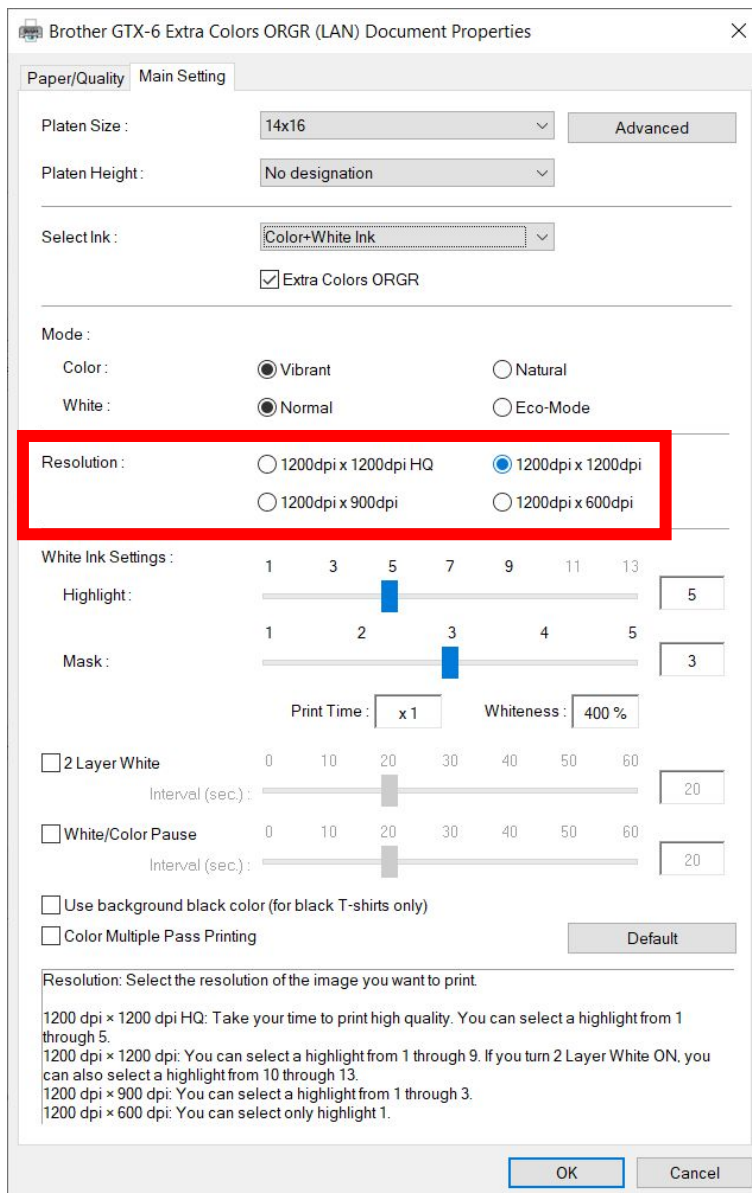 Brother GTX-6 Extra Colors ORGR (LAN) Document Properties
Paper/Quality Main Setting
Platen Size : 14x16 Advanced
Platen Height : No designation
Select Ink : Color+White Ink
Extra Colors ORGR
Mode :
Color : Vibrant Natural
White : Normal Eco-Mode
Resolution : 1200dpi x 1200dpi HQ 1200dpi x 1200dpi
1200dpi x 900dpi 1200dpi x 600dpi
White Ink Settings : 1 3 5 7 9 11 13
Highlight : 5
1 2 3 4 5
Mask : 3
Print Time : x 1 Whiteness : 400 %
2 Layer White 0 10 20 30 40 50 60
Interval (sec.) : 20
White/Color Pause 0 10 20 30 40 50 60
Interval (sec.) : 20
Use background black color (for black T-shirts only)
Color Multiple Pass Printing Default
Resolution: Select the resolution of the image you want to print.
1200 dpi × 1200 dpi HQ: Take your time to print high quality. You can select a highlight from 1
through 5.
1200 dpi × 1200 dpi: You can select a highlight from 1 through 9. If you turn 2 Layer White ON, you
can also select a highlight from 10 through 13.
1200 dpi × 900 dpi: You can select a highlight from 1 through 3.
1200 dpi × 600 dpi: You can select only highlight 1.
OK Cancel